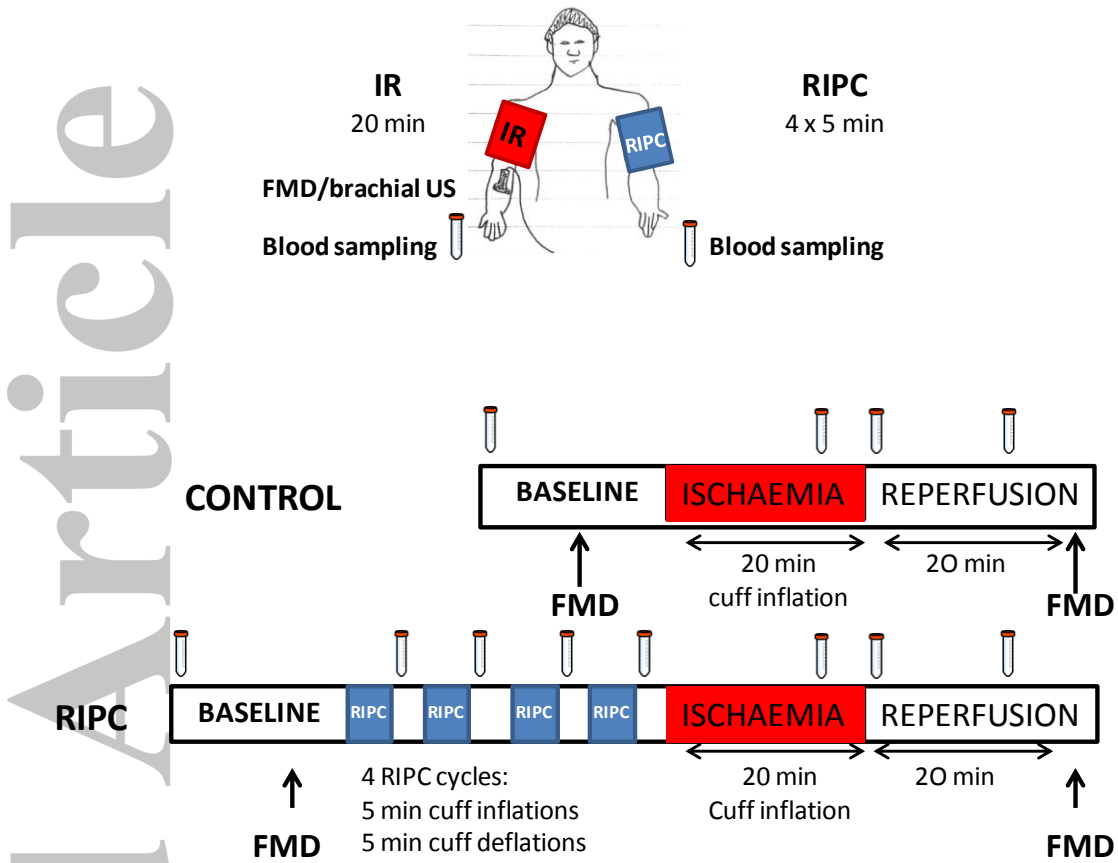 IR
20 min
RIPC
4 x 5 min
IR
RIPC
FMD/brachial US
Blood sampling
Blood sampling
Article
CONTROL
BASELINE
ISCHAEMIA
REPERFUSION
20 min
cuff inflation
2O min
FMD
FMD
RIPC
BASELINE
RIPC
RIPC
RIPC
RIPC
ISCHAEMIA
REPERFUSION
4 RIPC cycles:
5 min cuff inflations
5 min cuff deflations
20 min
Cuff inflation
2O min
FMD
FMD